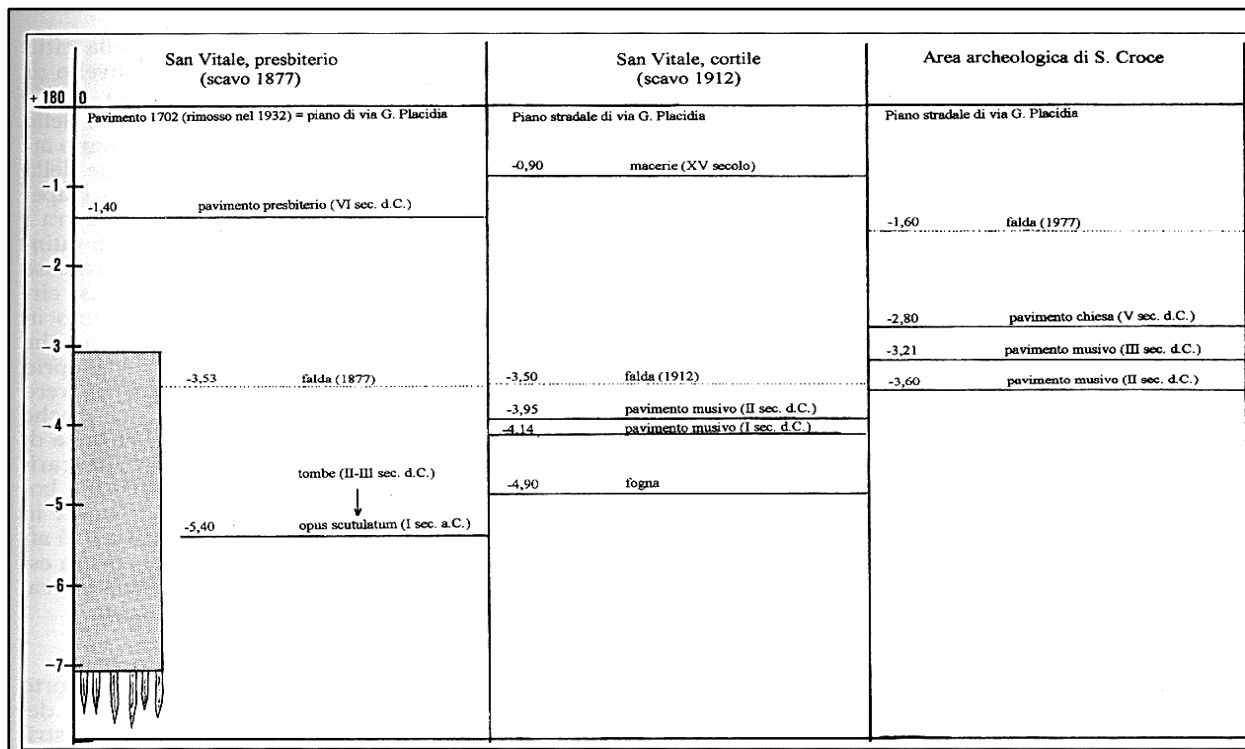 San Vitale, presbiterio
(scavo 1877)
San Vitale, cortile
(scavo 1912)
Area archeologica di S. Croce
+ 180 0
Pavimento 1702 (rimosso nel 1932) = piano di via G. Placidia
Piano stradale di via G. Placidia
Piano stradale di via G. Placidia
-1
-2
-3
-4
-5
-6
-7
-1,40 pavimento presbiterio (VI sec. d.C.)
-3,53 falda (1877)
tombe (II-III sec. d.C.)
-5,40 opus scutulatum (I sec. a.C.)
-0,90 macerie (XV secolo)
-3,50 falda (1912)
-3,95 pavimento musivo (II sec. d.C.)
-4,14 pavimento musivo (I sec. d.C.)
-4,90 fogna
-1,60 falda (1977)
-2,80 pavimento chiesa (V sec. d.C.)
-3,21 pavimento musivo (III sec. d.C.)
-3,60 pavimento musivo (II sec. d.C.)